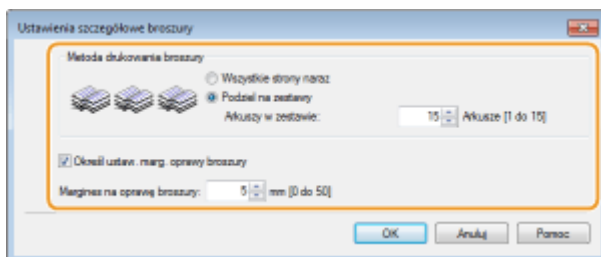 Ustawienia szczegółowe broszury
Metoda drukowania broszury
Wszystkie strony naraz
Podziel na zestawy
Arkuszy w zestawie: 15 Arkusze [1 do 15]
Określ ustaw. marg. oprawy broszury
Margines na oprawę broszury: 5 mm [0 do 50]
OK Anuluj Pomoc